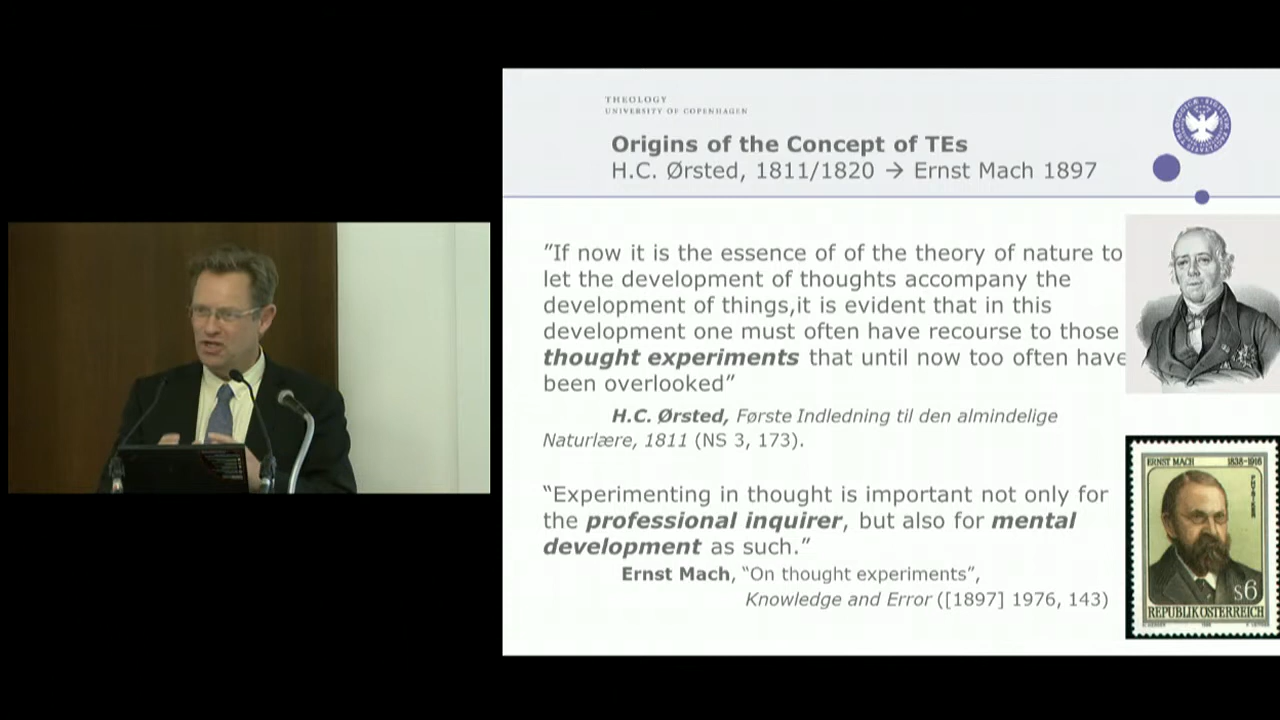 THEOLOGY
UNIVERSITY OF COPENHAGEN
Origins of the Concept of TEs
H.C. Ørsted, 1811/1820 → Ernst Mach 1897
”If now it is the essence of of the theory of nature to
let the development of thoughts accompany the
development of things,it is evident that in this
development one must often have recourse to those
thought experiments that until now too often have
been overlooked”
H.C. Ørsted, Første Indledning til den almindelige
Naturlære, 1811 (NS 3, 173).
“Experimenting in thought is important not only for
the professional inquirer, but also for mental
development as such.”
Ernst Mach, “On thought experiments”,
Knowledge and Error ([1897] 1976, 143)
ERNST MACH 1838-1916
PHYSIKER
s6
REPUBLIK ÖSTERREICH